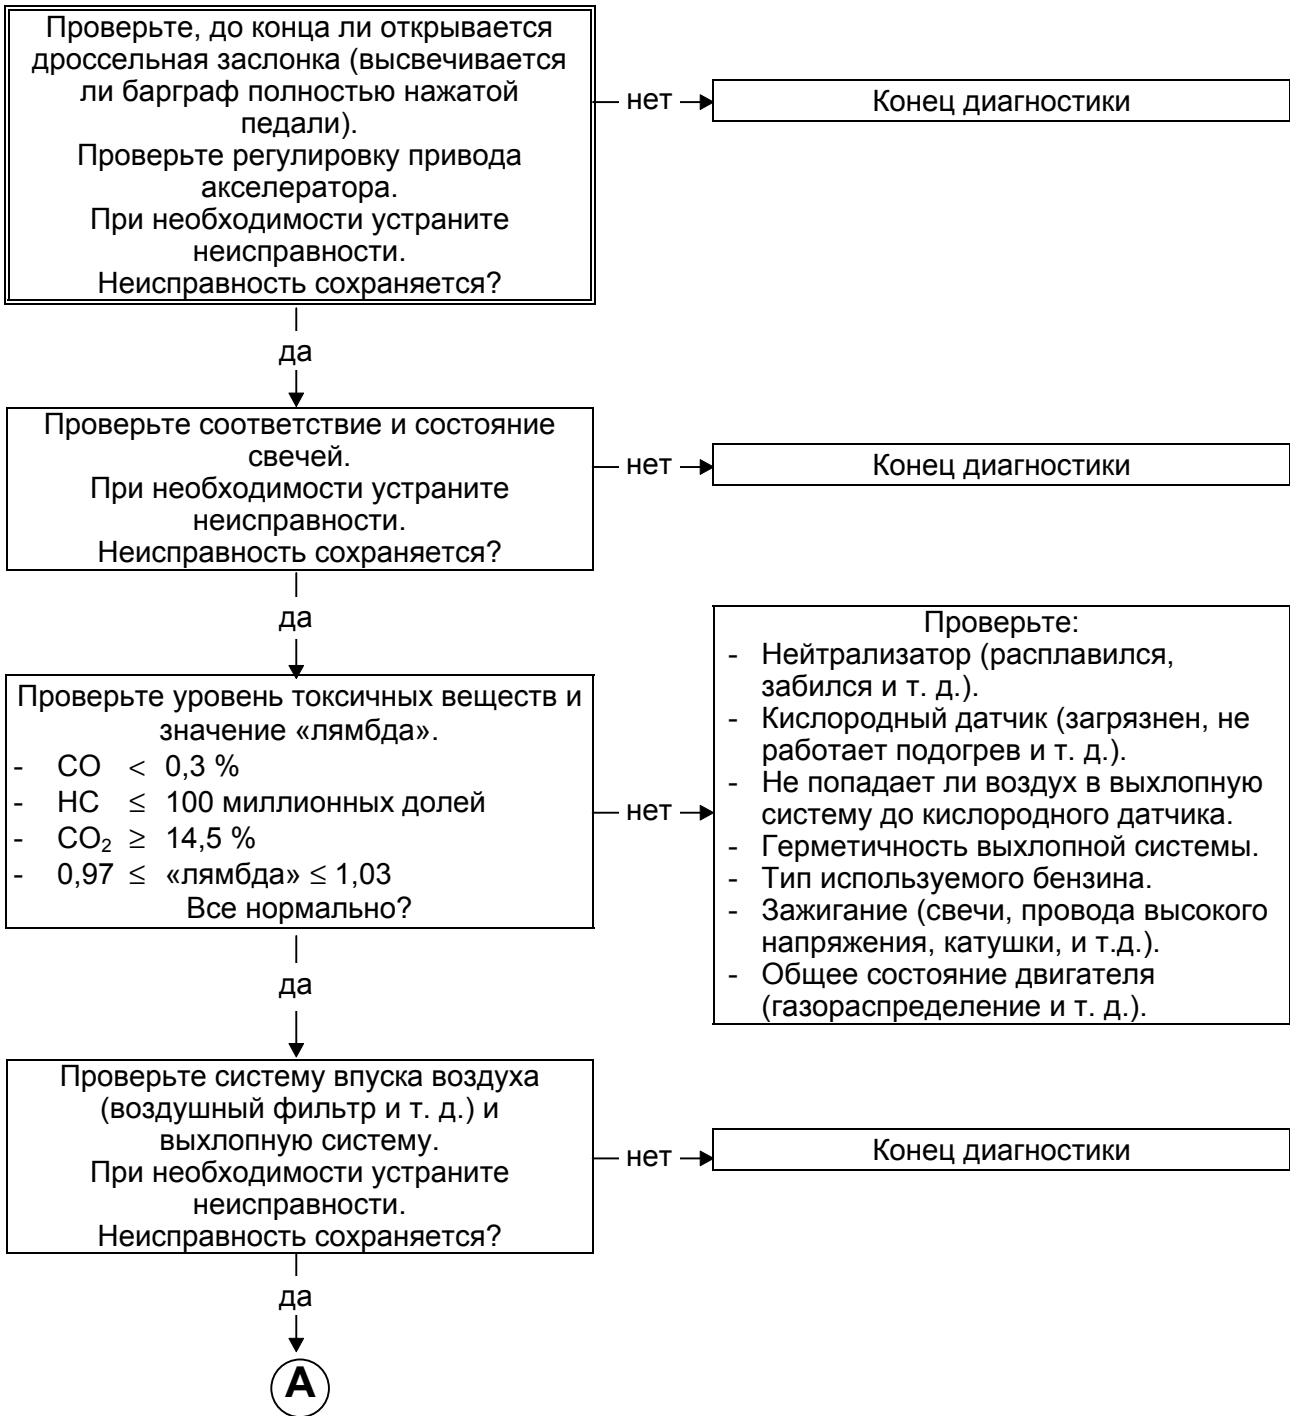 Проверьте, до конца ли открывается
дроссельная заслонка (высвечивается
ли барграф полностью нажатой
педали).
Проверьте регулировку привода
акселератора.
При необходимости устраните
неисправности.
Неисправность сохраняется?
нет
Конец диагностики
да
Проверьте соответствие и состояние
свечей.
При необходимости устраните
неисправности.
Неисправность сохраняется?
нет
Конец диагностики
да
Проверьте уровень токсичных веществ и
значение «лямбда».
- CO < 0,3 %
- HC ≤ 100 миллионных долей
- CO₂ ≥ 14,5 %
- 0,97 ≤ «лямбда» ≤ 1,03
Все нормально?
нет
Проверьте:
- Нейтрализатор (расплавился,
забился и т. д.).
- Кислородный датчик (загрязнен, не
работает подогрев и т. д.).
- Не попадает ли воздух в выхлопную
систему до кислородного датчика.
- Герметичность выхлопной системы.
- Тип используемого бензина.
- Зажигание (свечи, провода высокого
напряжения, катушки, и т.д.).
- Общее состояние двигателя
(газораспределение и т. д.).
да
Проверьте систему впуска воздуха
(воздушный фильтр и т. д.) и
выхлопную систему.
При необходимости устраните
неисправности.
Неисправность сохраняется?
нет
Конец диагностики
да
A